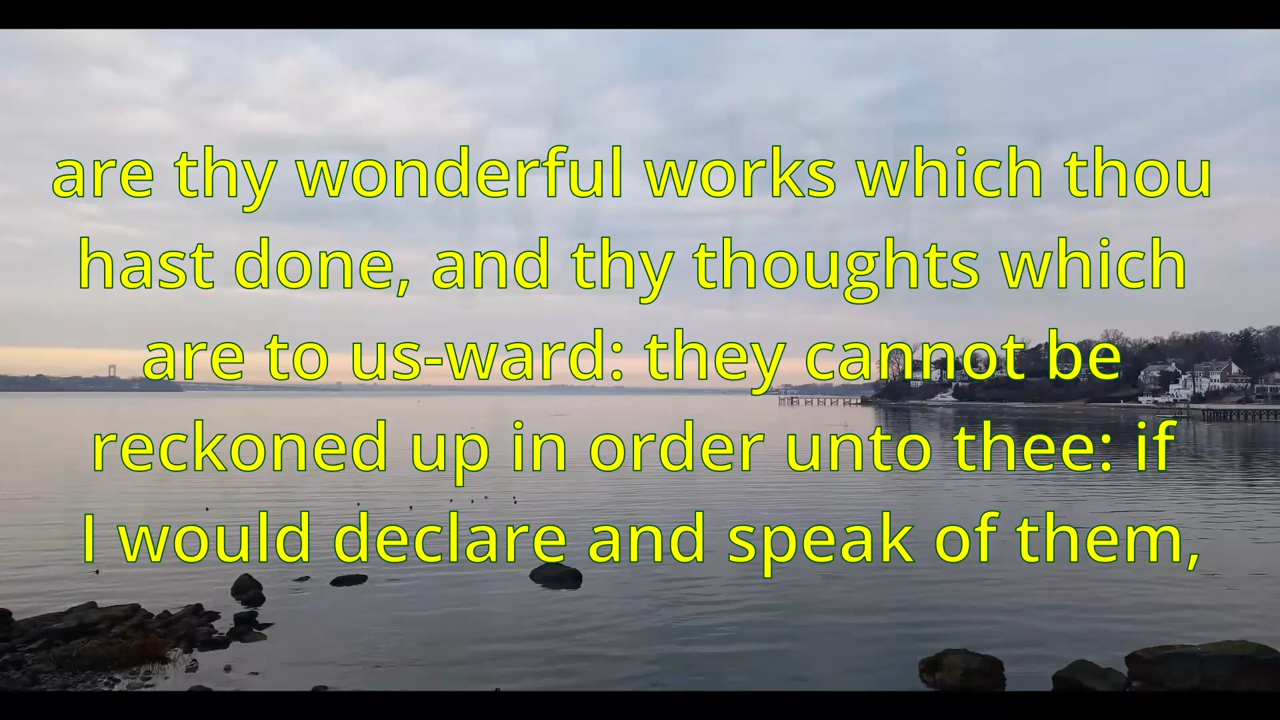 are thy wonderful works which thou
hast done, and thy thoughts which
are to us-ward: they cannot be
reckoned up in order unto thee: if
I would declare and speak of them,